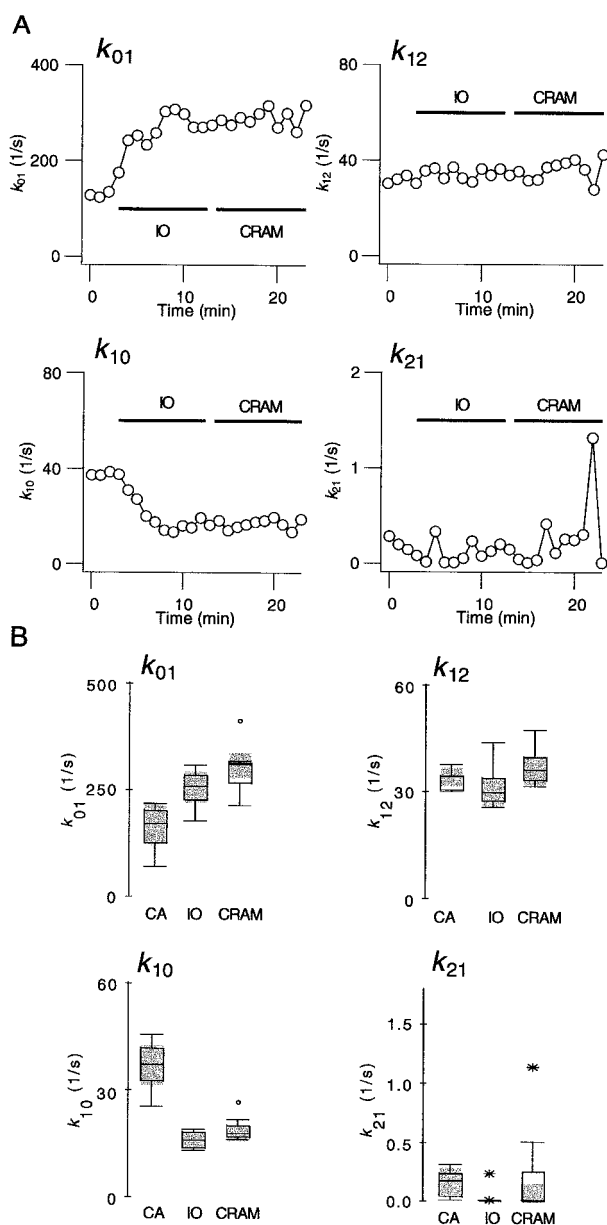 A
k01
400
200
0
k01 (1/s)
IO
CRAM
0
10
20
Time (min)
k12
80
40
0
k12 (1/s)
IO
CRAM
0
10
20
Time (min)
k10
80
40
0
k10 (1/s)
IO
CRAM
0
10
20
Time (min)
k21
2
1
0
k21 (1/s)
IO
CRAM
0
10
20
Time (min)
B
k01
500
250
0
k01 (1/s)
CA IO CRAM
k12
60
30
0
k12 (1/s)
CA IO CRAM
k10
60
30
0
k10 (1/s)
CA IO CRAM
k21
1.5
1.0
0.5
0.0
k21 (1/s)
CA IO CRAM